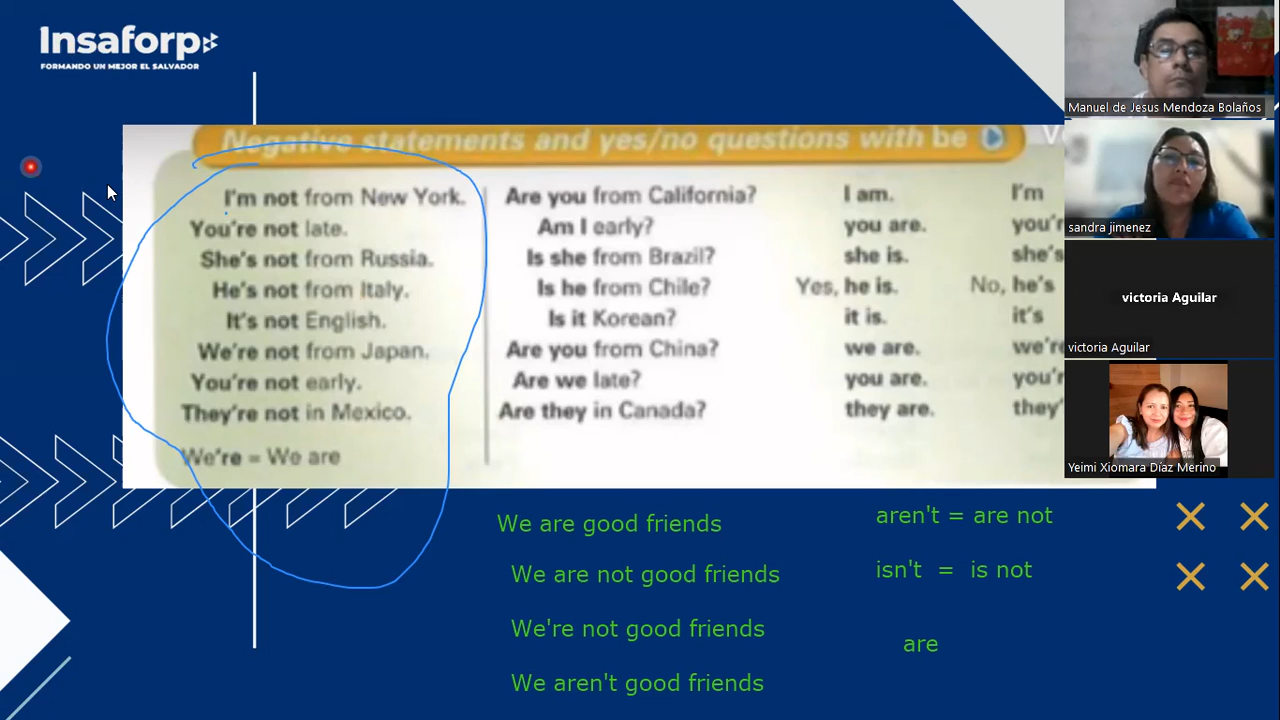 Insaforp
FORMANDO UN MEJOR EL SALVADOR
Negative statements and yes/no questions with be
I'm not from New York.
You're not late.
She's not from Russia.
He's not from Italy.
It's not English.
We're not from Japan.
You're not early.
They're not in Mexico.
We're = We are
Are you from California?
Am I early?
Is she from Brazil?
Is he from Chile?
Is it Korean?
Are you from China?
Are we late?
Are they in Canada?
I am.
you are.
she is.
Yes, he is.
it is.
we are.
you are.
they are.
I'm
you'r
she's
No, he's
it's
we're
you'r
they'
We are good friends
We are not good friends
We're not good friends
We aren't good friends
aren't = are not
isn't = is not
are
Manuel de Jesus Mendoza Bolaños
sandra jimenez
victoria Aguilar
victoria Aguilar
Yeimi Xiomara Díaz Merino